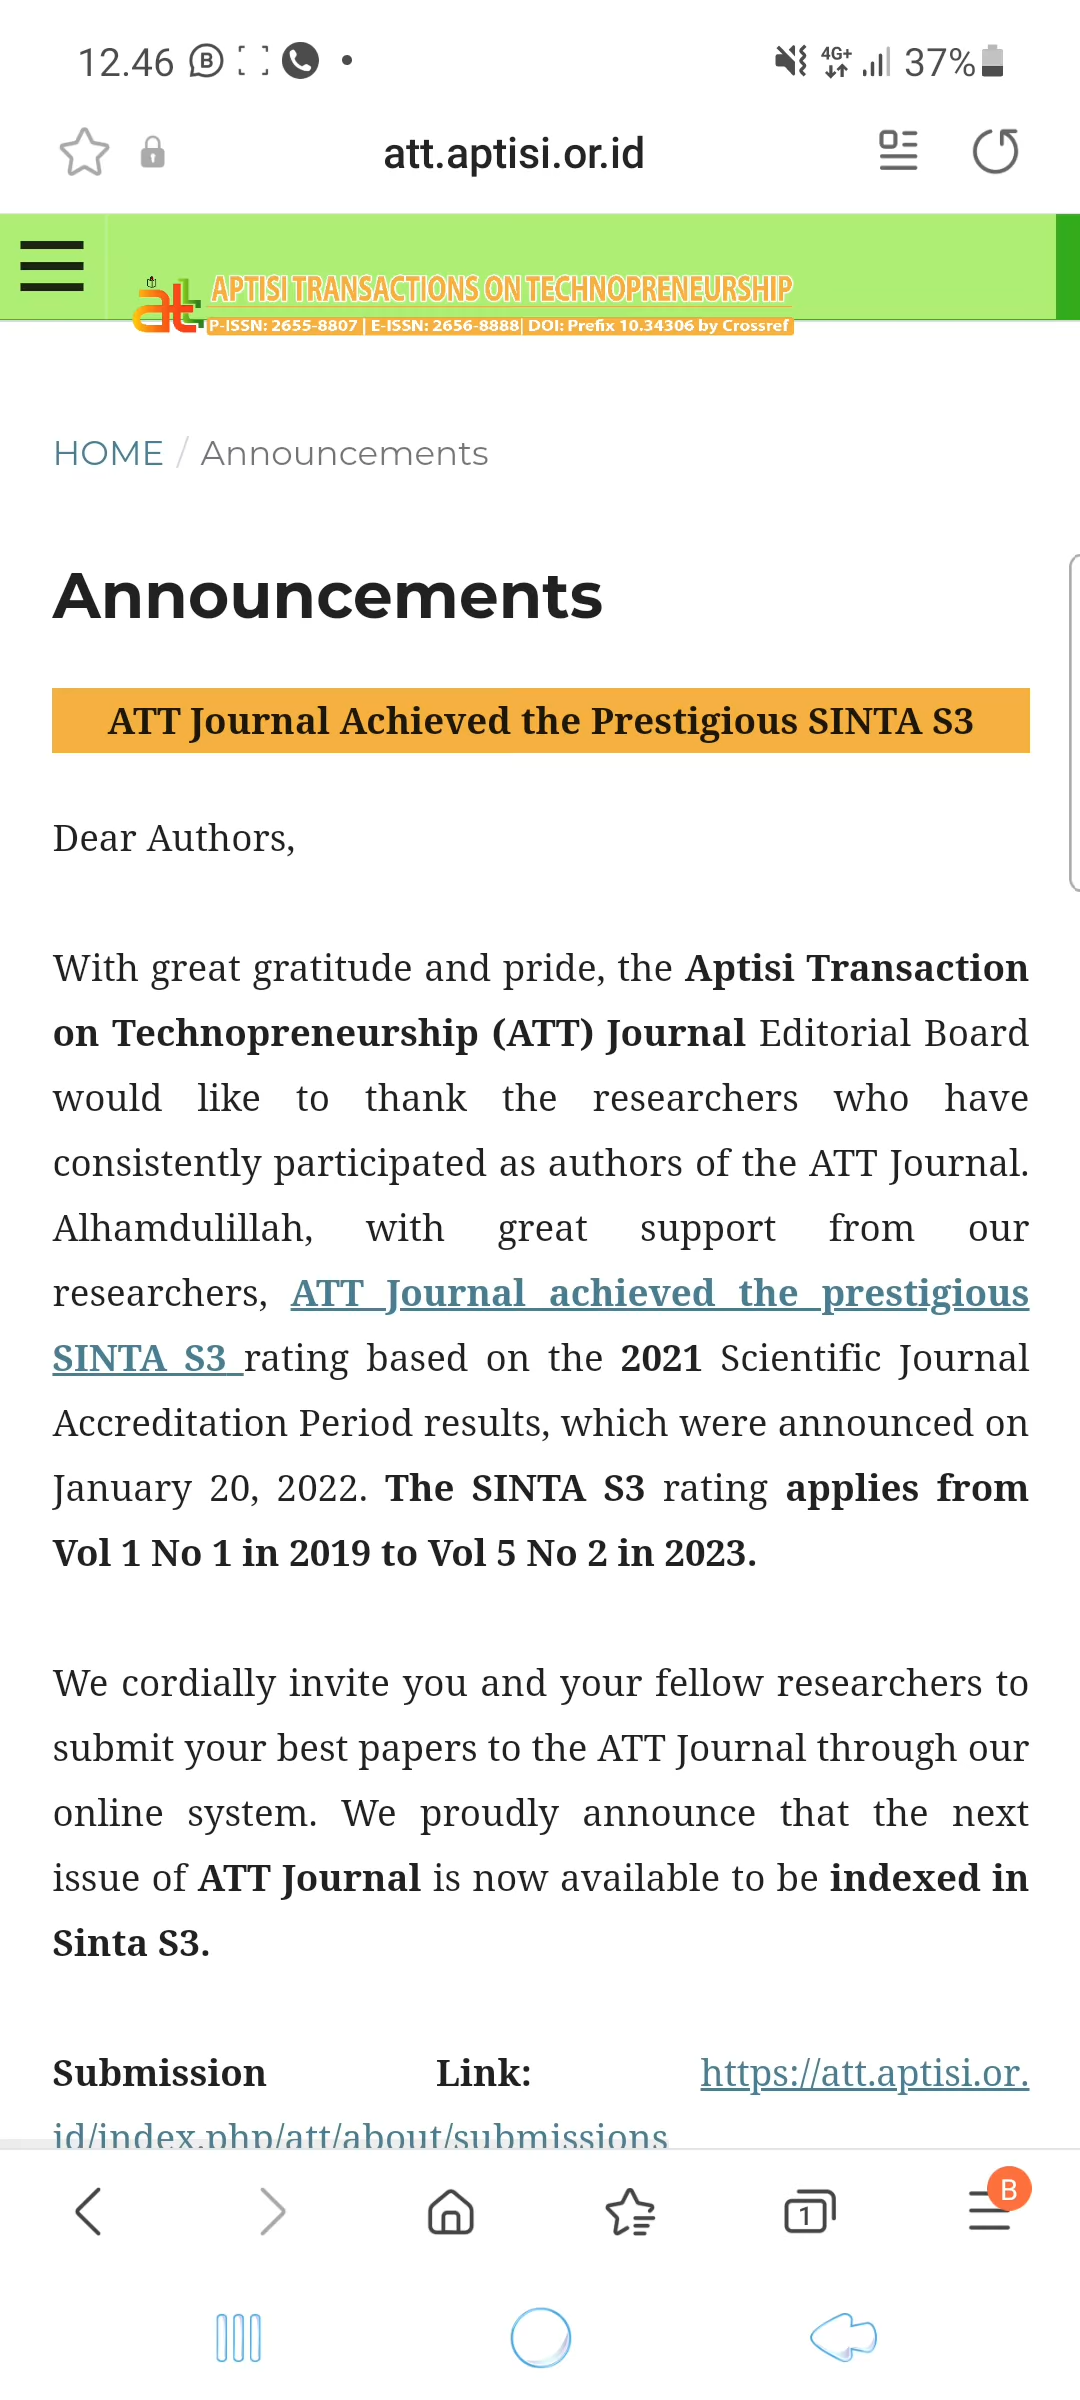 12.46
4G+
37%
att.aptisi.or.id
at
APTISI TRANSACTIONS ON TECHNOPRENEURSHIP
P-ISSN: 2655-8807 | E-ISSN: 2656-8888| DOI: Prefix 10.34306 by Crossref
HOME / Announcements
Announcements
ATT Journal Achieved the Prestigious SINTA S3
Dear Authors,
With great gratitude and pride, the Aptisi Transaction
on Technopreneurship (ATT) Journal Editorial Board
would like to thank the researchers who have
consistently participated as authors of the ATT Journal.
Alhamdulillah, with great support from our
researchers, ATT Journal achieved the prestigious
SINTA S3 rating based on the 2021 Scientific Journal
Accreditation Period results, which were announced on
January 20, 2022. The SINTA S3 rating applies from
Vol 1 No 1 in 2019 to Vol 5 No 2 in 2023.
We cordially invite you and your fellow researchers to
submit your best papers to the ATT Journal through our
online system. We proudly announce that the next
issue of ATT Journal is now available to be indexed in
Sinta S3.
Submission Link: https://att.aptisi.or.
id/index.php/att/about/submissions
1
B